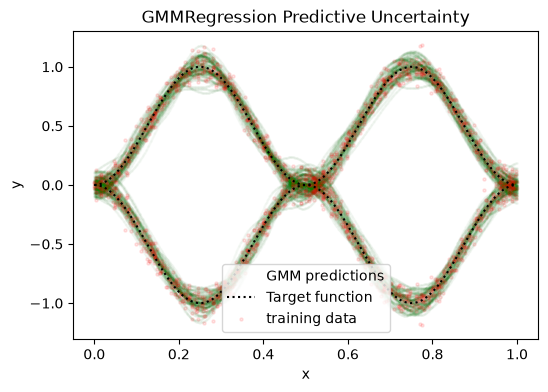 GMMRegression Predictive Uncertainty
1.0
0.5
0.0
−0.5
−1.0
y
GMM predictions
Target function
training data
0.0 0.2 0.4 0.6 0.8 1.0
x